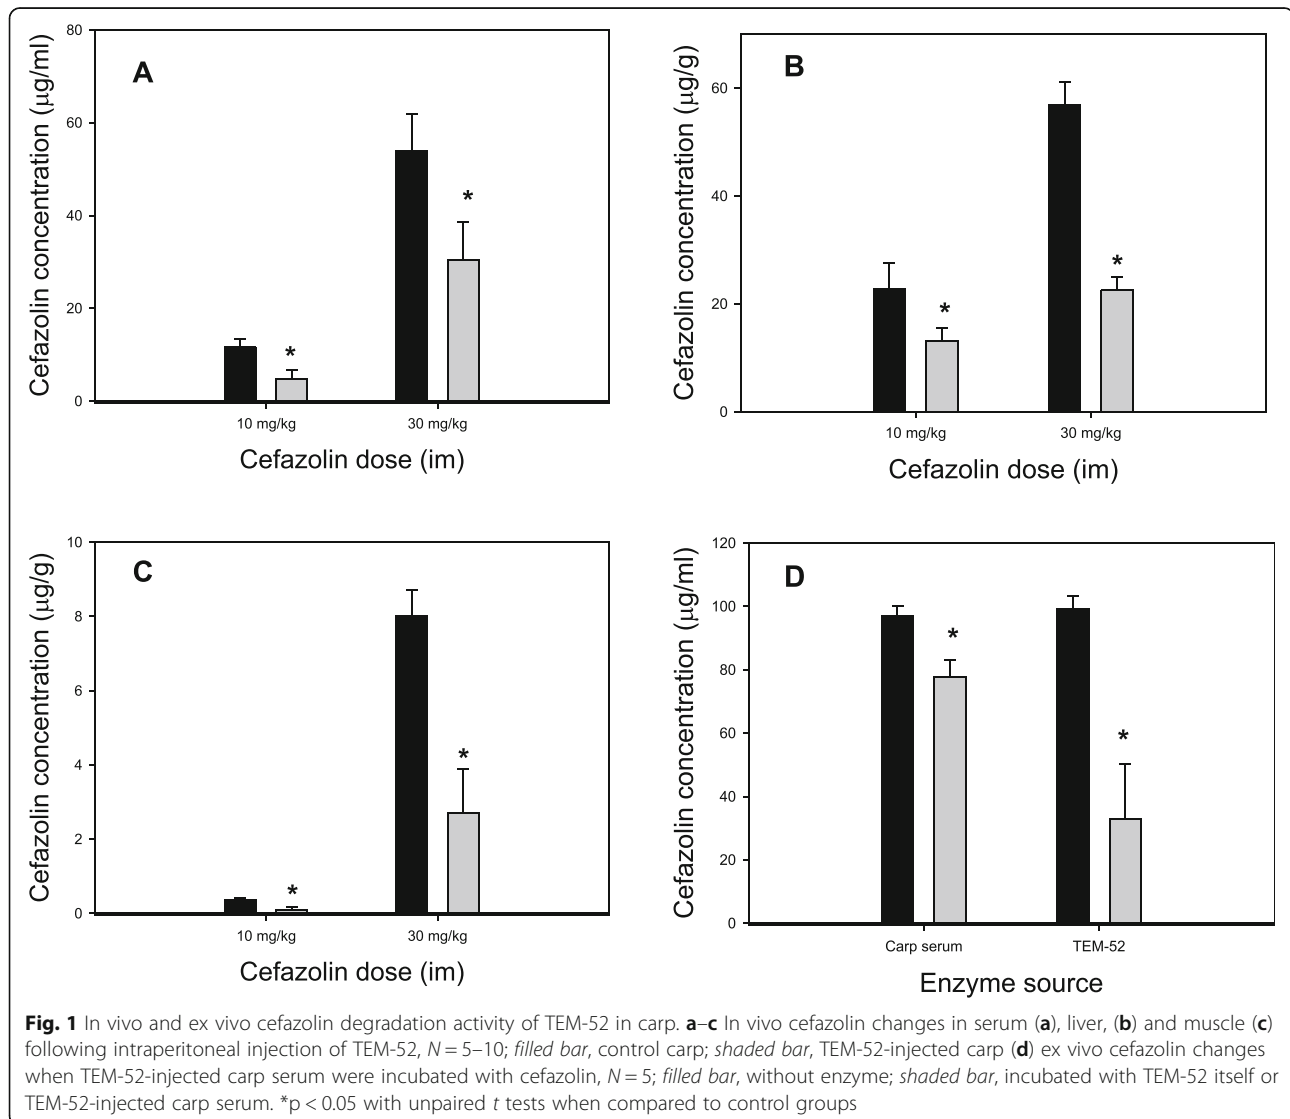 A
Cefazolin concentration (µg/ml)
80
60
40
20
0
*
*
10 mg/kg
30 mg/kg
Cefazolin dose (im)
B
Cefazolin concentration (µg/g)
60
40
20
0
*
*
10 mg/kg
30 mg/kg
Cefazolin dose (im)
C
Cefazolin concentration (µg/g)
10
8
6
4
2
0
*
*
10 mg/kg
30 mg/kg
Cefazolin dose (im)
D
Cefazolin concentration (µg/ml)
120
100
80
60
40
20
0
*
*
Carp serum
TEM-52
Enzyme source
Fig. 1 In vivo and ex vivo cefazolin degradation activity of TEM-52 in carp. a–c In vivo cefazolin changes in serum (a), liver, (b) and muscle (c)
following intraperitoneal injection of TEM-52, N = 5–10; filled bar, control carp; shaded bar, TEM-52-injected carp (d) ex vivo cefazolin changes
when TEM-52-injected carp serum were incubated with cefazolin, N = 5; filled bar, without enzyme; shaded bar, incubated with TEM-52 itself or
TEM-52-injected carp serum. *p < 0.05 with unpaired t tests when compared to control groups